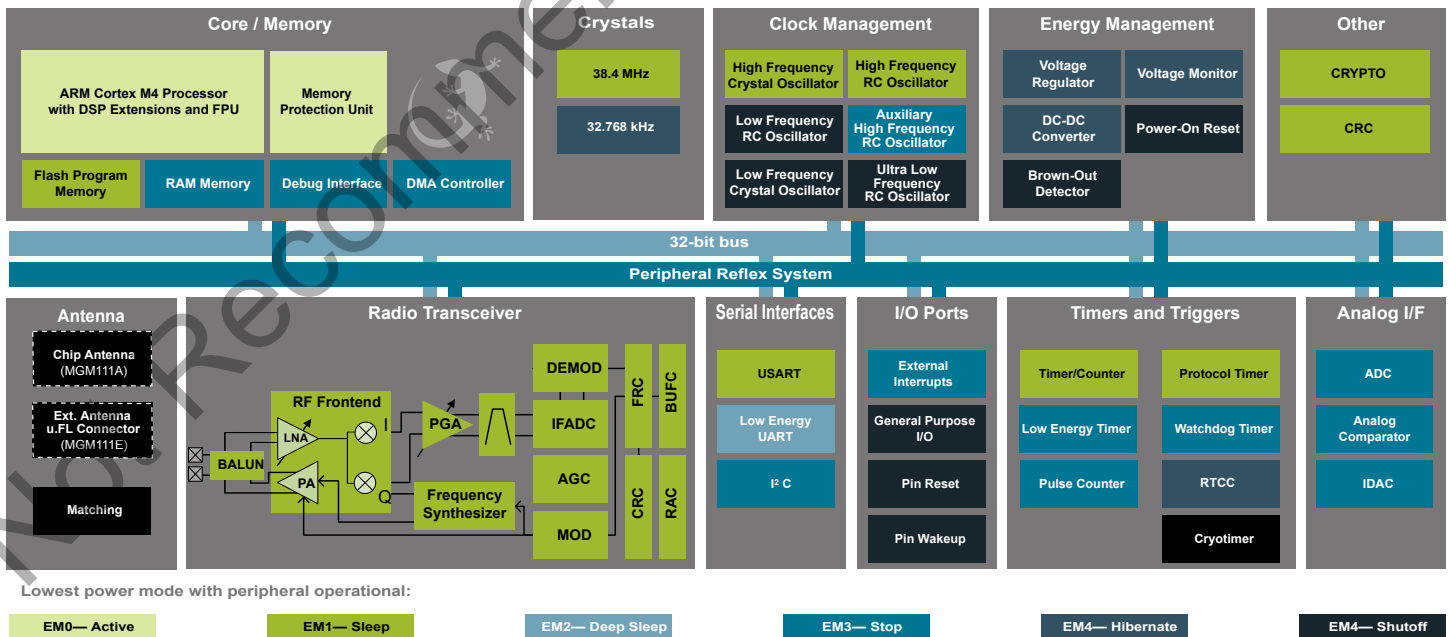 Core / Memory
ARM Cortex M4 Processor
with DSP Extensions and FPU
Memory
Protection Unit
Flash Program
Memory
RAM Memory
Debug Interface
DMA Controller
Crystals
38.4 MHz
32.768 kHz
Clock Management
High Frequency
Crystal Oscillator
High Frequency
RC Oscillator
Low Frequency
RC Oscillator
Auxiliary
High Frequency
RC Oscillator
Low Frequency
Crystal Oscillator
Ultra Low
Frequency
RC Oscillator
Energy Management
Voltage
Regulator
Voltage Monitor
DC-DC
Converter
Power-On Reset
Brown-Out
Detector
Other
CRYPTO
CRC
32-bit bus
Peripheral Reflex System
Antenna
Chip Antenna
(MGM111A)
Ext. Antenna
u.FL Connector
(MGM111E)
Matching
Radio Transceiver
BALUN
RF Frontend
LNA
PA
I
Q
PGA
Frequency
Synthesizer
DEMOD
IFADC
AGC
MOD
FRC
BUFC
CRC
RAC
Serial Interfaces
USART
Low Energy
UART
I² C
I/O Ports
External
Interrupts
General Purpose
I/O
Pin Reset
Pin Wakeup
Timers and Triggers
Timer/Counter
Protocol Timer
Low Energy Timer
Watchdog Timer
Pulse Counter
RTCC
Cryotimer
Analog I/F
ADC
Analog
Comparator
IDAC
Lowest power mode with peripheral operational:
EM0— Active
EM1— Sleep
EM2— Deep Sleep
EM3— Stop
EM4— Hibernate
EM4— Shutoff